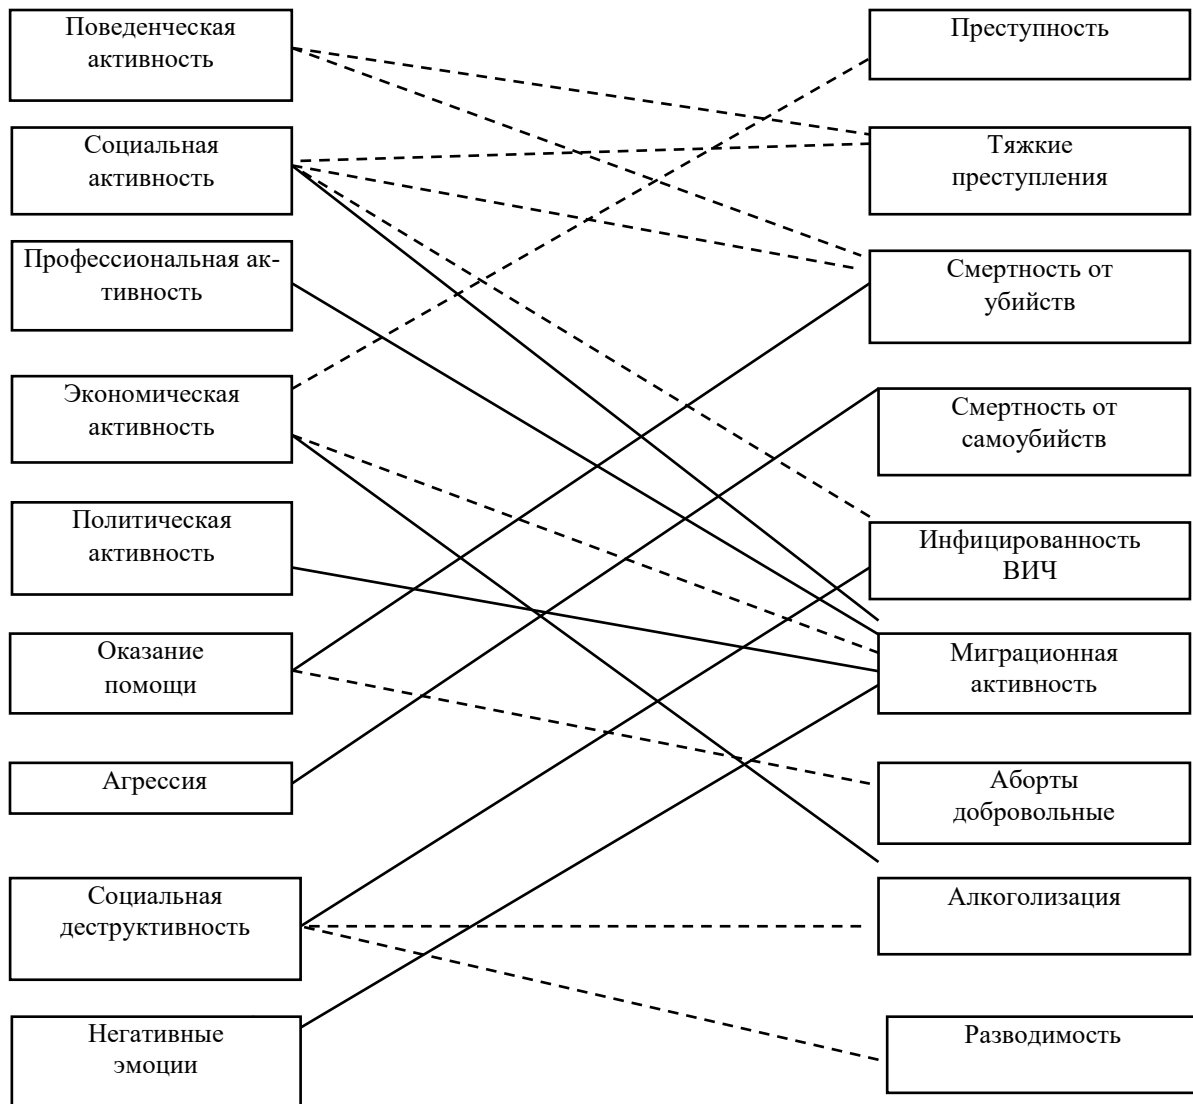 Поведенческая
активность
Социальная
активность
Профессиональная ак-
тивность
Экономическая
активность
Политическая
активность
Оказание
помощи
Агрессия
Социальная
деструктивность
Негативные
эмоции
Преступность
Тяжкие
преступления
Смертность от
убийств
Смертность от
самоубийств
Инфицированность
ВИЧ
Миграционная
активность
Аборты
добровольные
Алкоголизация
Разводимость